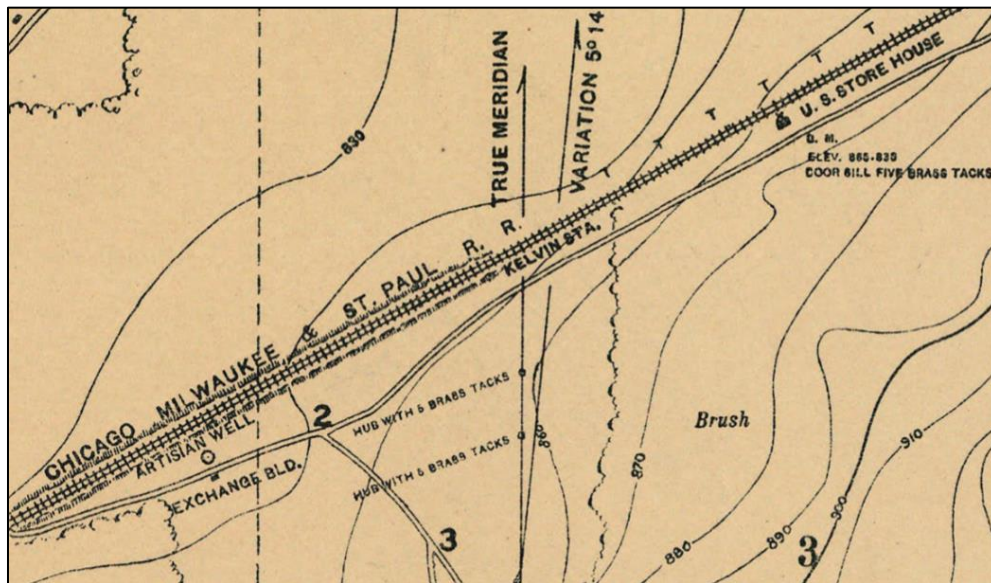 CHICAGO MILWAUKEE & ST. PAUL R. R.
TRUE MERIDIAN
VARIATION 5° 14
T T T T T T
U. S. STORE HOUSE
B. M.
ELEV. 865.830
DOOR SILL FIVE BRASS TACKS
830
KELVIN STA.
ARTISIAN WELL
EXCHANGE BLD.
2
HUB WITH 5 BRASS TACKS
HUB WITH 5 BRASS TACKS
3
860
870
Brush
880
890
900
910
3